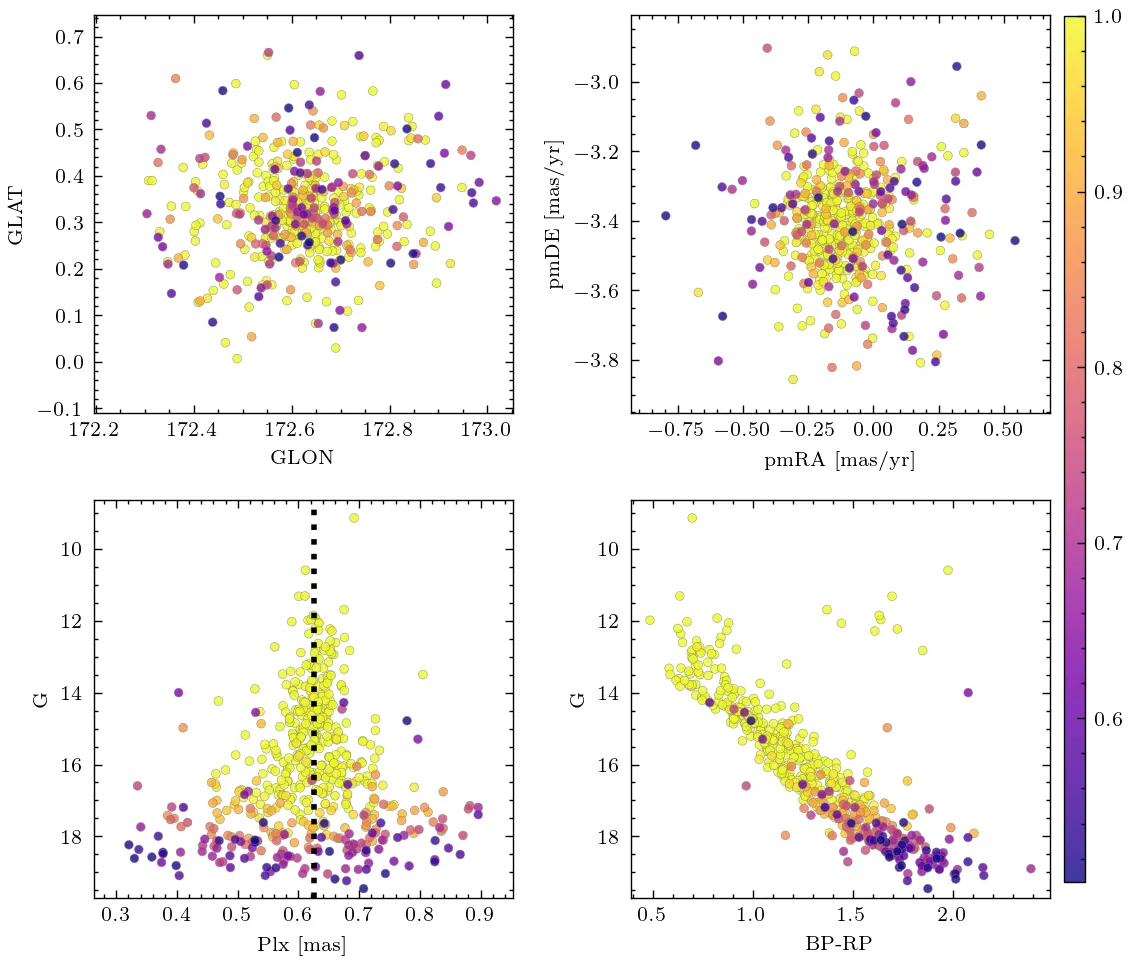 0.7
0.6
0.5
0.4
0.3
0.2
0.1
0.0
−0.1
GLAT
172.2 172.4 172.6 172.8 173.0
GLON
−3.0
−3.2
−3.4
−3.6
−3.8
pmDE [mas/yr]
−0.75 −0.50 −0.25 0.00 0.25 0.50
pmRA [mas/yr]
1.0
0.9
0.8
0.7
0.6
10
12
14
16
18
G
0.3 0.4 0.5 0.6 0.7 0.8 0.9
Plx [mas]
10
12
14
16
18
G
0.5 1.0 1.5 2.0
BP-RP